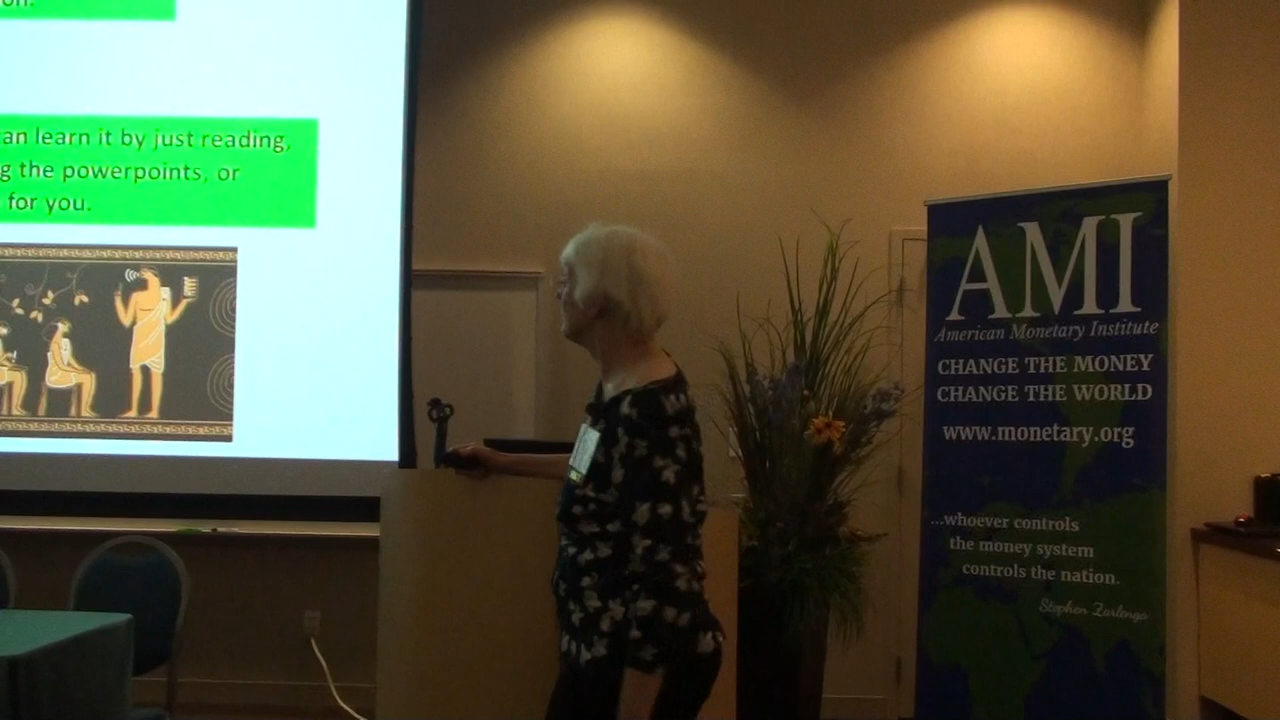 on.
an learn it by just reading,
g the powerpoints, or
for you.
AMI
American Monetary Institute
CHANGE THE MONEY
CHANGE THE WORLD
www.monetary.org
...whoever controls
the money system
controls the nation.
Stephen Zarlenga